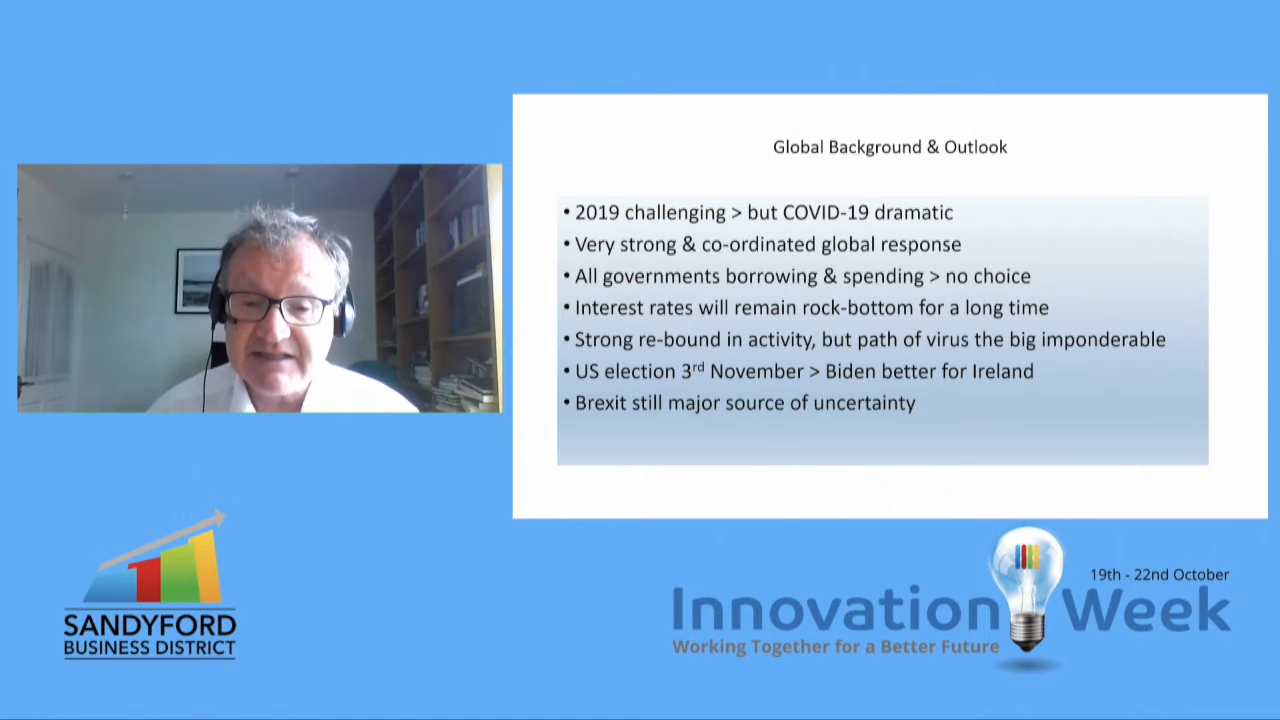 Global Background & Outlook
• 2019 challenging > but COVID-19 dramatic
• Very strong & co-ordinated global response
• All governments borrowing & spending > no choice
• Interest rates will remain rock-bottom for a long time
• Strong re-bound in activity, but path of virus the big imponderable
• US election 3rd November > Biden better for Ireland
• Brexit still major source of uncertainty
SANDYFORD
BUSINESS DISTRICT
19th - 22nd October
Innovation Week
Working Together for a Better Future